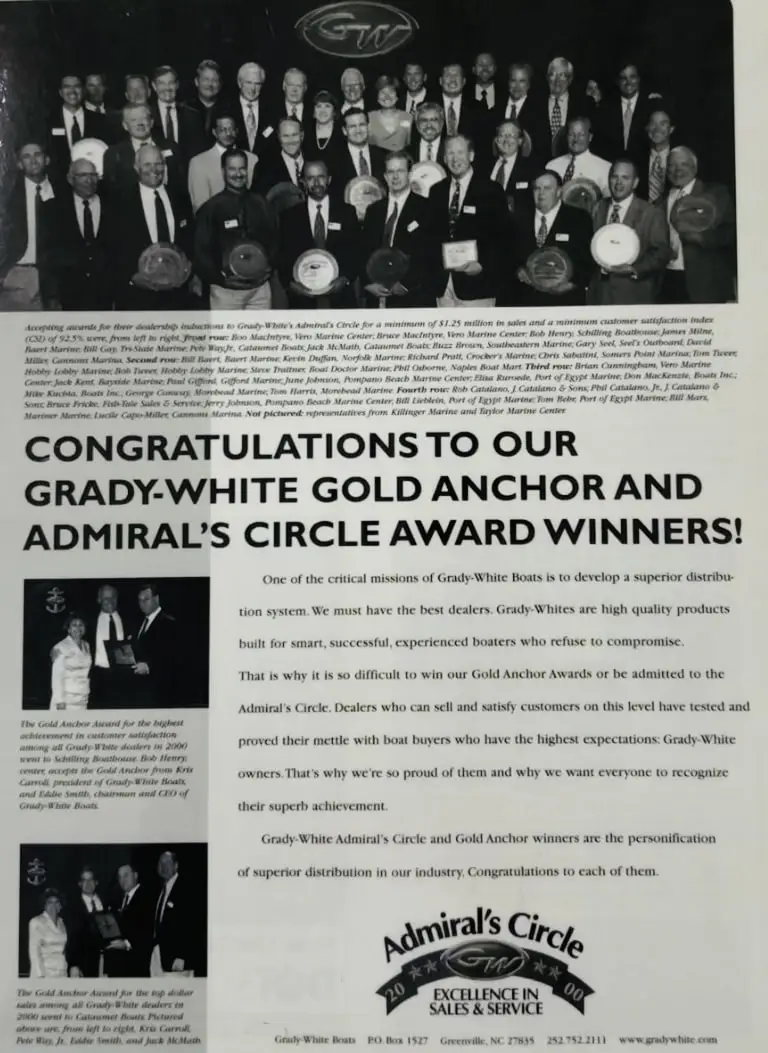 GW
Accepting awards for their dealership inductions to Grady-White's Admiral's Circle for a minimum of $1.25 million in sales and a minimum customer satisfaction index
(CSI) of 92.5% were, from left to right, front row: Boo MacIntyre, Vero Marine Center; Bruce MacIntyre, Vero Marine Center; Bob Henry, Schilling Boathouse; James Milne,
Baert Marine; Bill Gay, Tri-State Marine; Pete Way, Jr., Cataumet Boats; Jack McMath, Cataumet Boats; Buzz Brown, Southeastern Marine; Gary Seel, Seel's Outboard; David
Miller, Cannons Marina. Second row: Bill Baert, Baert Marine; Kevin Duffan, Norfolk Marine; Richard Pratt, Crocker's Marine; Chris Sabatini, Somers Point Marina; Tom Tweer,
Hobby Lobby Marine; Bob Tweer, Hobby Lobby Marine; Steve Traitner, Boat Doctor Marine; Phil Osborne, Naples Boat Mart. Third row: Brian Cunningham, Vero Marine
Center; Jack Kent, Bayside Marine; Paul Gifford, Gifford Marine; June Johnson, Pompano Beach Marine Center; Elina Ruroede, Port of Egypt Marine; Don MacKenzie, Boats Inc.;
Mike Kuchta, Boats Inc.; George Conway, Morehead Marine; Tom Harris, Morehead Marine. Fourth row: Rob Catalano, J. Catalano & Sons; Phil Catalano, Jr., J. Catalano &
Sons; Bruce Fricke, Fish-Tale Sales & Service; Jerry Johnson, Pompano Beach Marine Center; Bill Lieblein, Port of Egypt Marine; Tom Behr, Port of Egypt Marine; Bill Mars,
Mariner Marine, Lucile Capo-Miller, Cannons Marina. Not pictured: representatives from Killinger Marine and Taylor Marine Center
CONGRATULATIONS TO OUR
GRADY-WHITE GOLD ANCHOR AND
ADMIRAL'S CIRCLE AWARD WINNERS!
One of the critical missions of Grady-White Boats is to develop a superior distribu-
tion system. We must have the best dealers. Grady-Whites are high quality products
built for smart, successful, experienced boaters who refuse to compromise.
That is why it is so difficult to win our Gold Anchor Awards or be admitted to the
Admiral's Circle. Dealers who can sell and satisfy customers on this level have tested and
proved their mettle with boat buyers who have the highest expectations: Grady-White
owners. That's why we're so proud of them and why we want everyone to recognize
their superb achievement.
Grady-White Admiral's Circle and Gold Anchor winners are the personification
of superior distribution in our industry. Congratulations to each of them.
The Gold Anchor Award for the highest
achievement in customer satisfaction
among all Grady-White dealers in 2000
went to Schilling Boathouse. Bob Henry,
center, accepts the Gold Anchor from Kris
Carroll, president of Grady-White Boats,
and Eddie Smith, chairman and CEO of
Grady-White Boats.
The Gold Anchor Award for the top dollar
sales among all Grady-White dealers in
2000 went to Cataumet Boats. Pictured
above are, from left to right, Kris Carroll,
Pete Way, Jr. Eddie Smith, and Jack McMath
Admiral's Circle
GW
20 00
EXCELLENCE IN
SALES & SERVICE
Grady-White Boats P.O. Box 1527 Greenville, NC 27835 252.752.2111 www.gradywhite.com